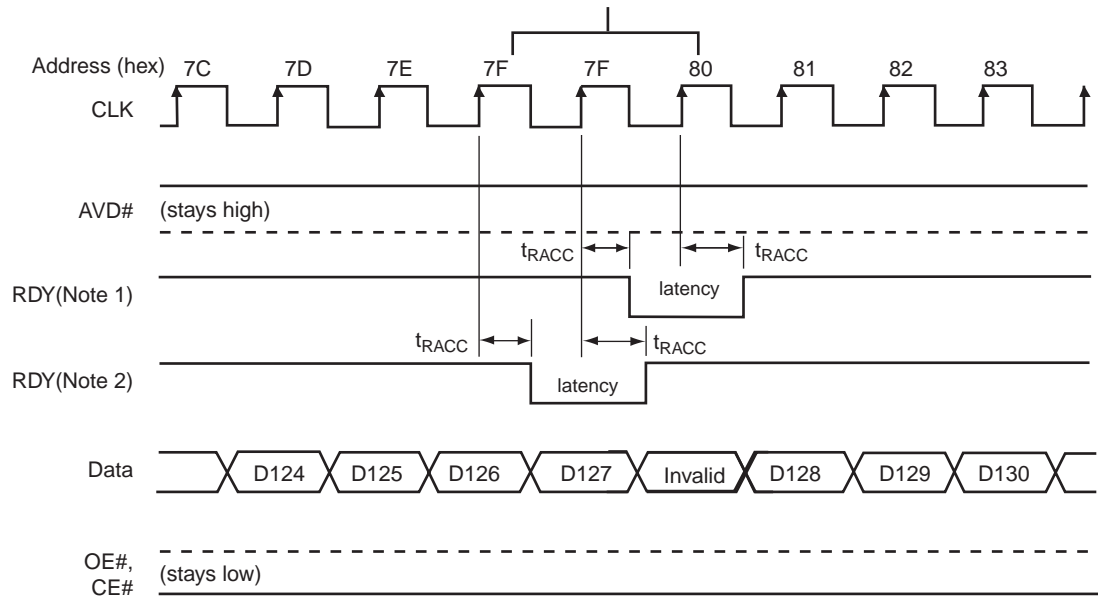 Address (hex) 7C 7D 7E 7F 7F 80 81 82 83
CLK
AVD# (stays high)
tRACC tRACC
RDY(Note 1) latency
tRACC tRACC
RDY(Note 2) latency
Data D124 D125 D126 D127 Invalid D128 D129 D130
OE#,
CE# (stays low)